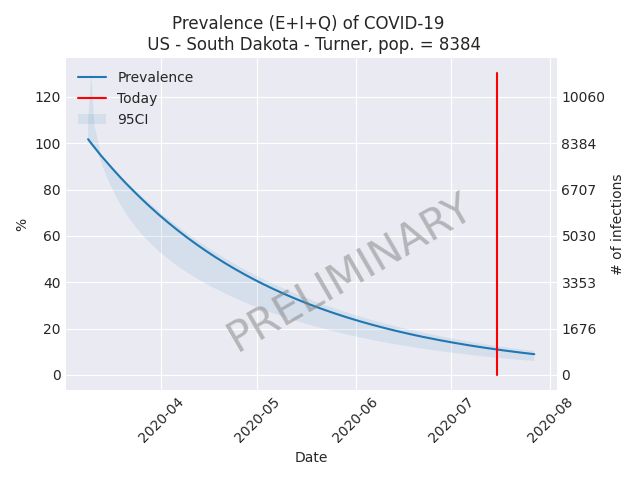 Prevalence (E+I+Q) of COVID-19
US - South Dakota - Turner, pop. = 8384
Prevalence
Today
95CI
120
100
80
60
40
20
0
%
10060
8384
6707
5030
3353
1676
0
# of infections
PRELIMINARY
2020-04
2020-05
2020-06
2020-07
2020-08
Date